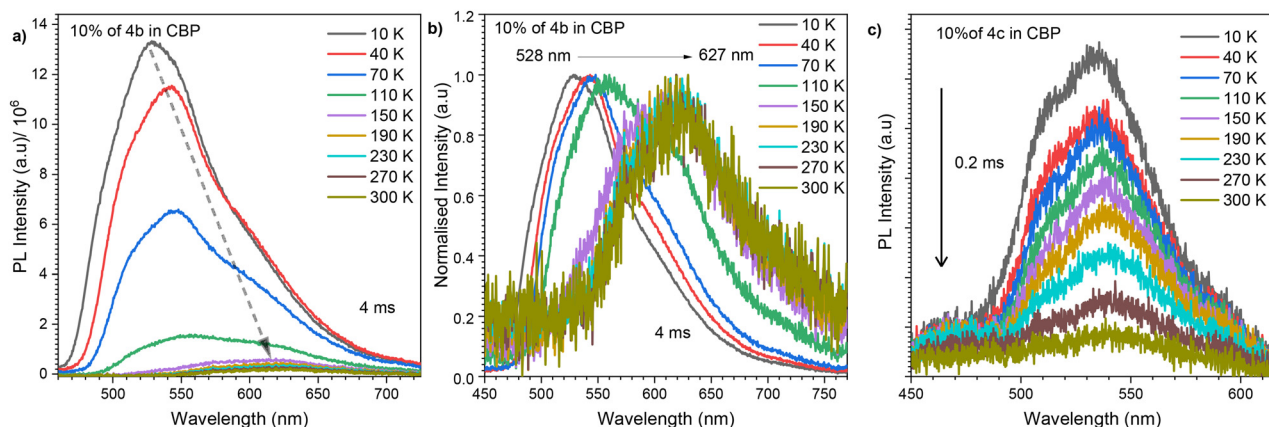 a)
10% of 4b in CBP
10 K
40 K
70 K
110 K
150 K
190 K
230 K
270 K
300 K
4 ms
PL Intensity (a.u)/ 10⁶
14
12
10
8
6
4
2
0
500
550
600
650
700
Wavelength (nm)
b)
10% of 4b in CBP
528 nm
627 nm
10 K
40 K
70 K
110 K
150 K
190 K
230 K
270 K
300 K
4 ms
Normalised Intensity (a.u)
1.0
0.8
0.6
0.4
0.2
0.0
450
500
550
600
650
700
750
Wavelength (nm)
c)
10%of 4c in CBP
10 K
40 K
70 K
110 K
150 K
190 K
230 K
270 K
300 K
0.2 ms
PL Intensity (a.u)
450
500
550
600
Wavelength (nm)